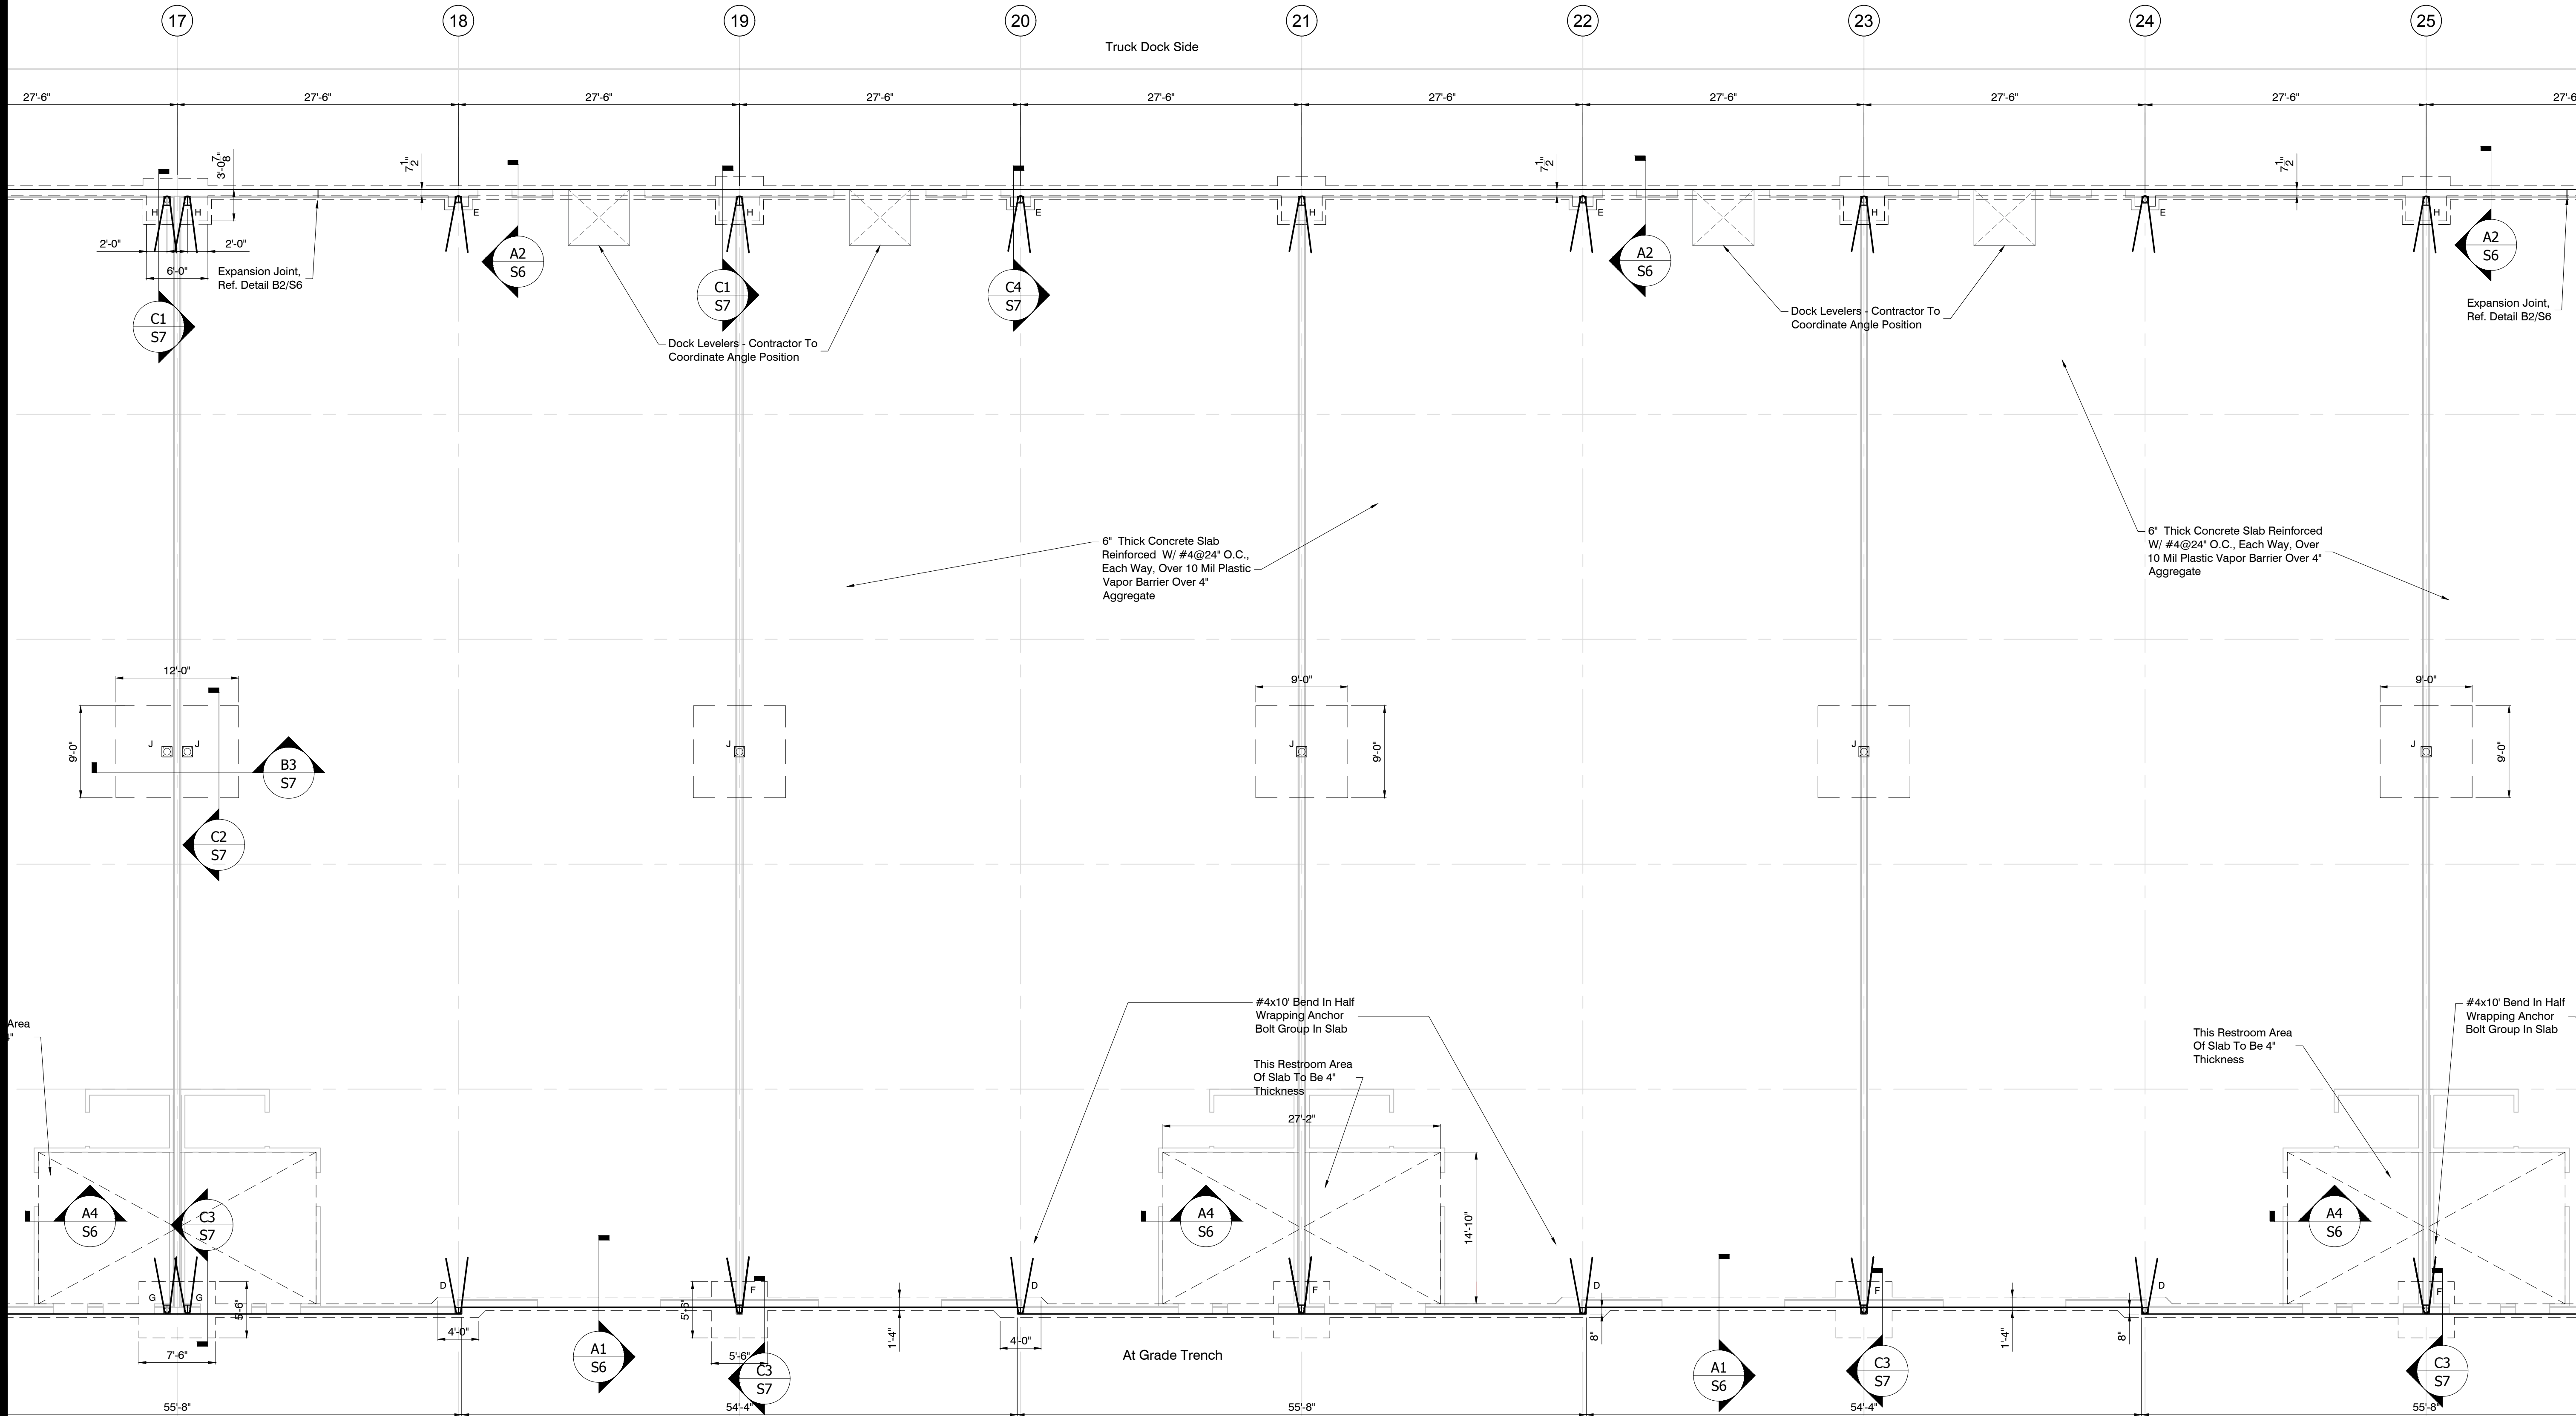 17
18
19
20
21
22
23
24
25
Truck Dock Side
27'-6"
27'-6"
27'-6"
27'-6"
27'-6"
27'-6"
27'-6"
27'-6"
27'-6"
3'-0 7/8"
7 1/2"
7 1/2"
7 1/2"
H
H
E
H
E
H
E
H
E
H
2'-0"
2'-0"
6'-0"
Expansion Joint,
Ref. Detail B2/S6
A2
S6
C1
S7
C1
S7
C4
S7
A2
S6
A2
S6
Dock Levelers - Contractor To
Coordinate Angle Position
Dock Levelers - Contractor To
Coordinate Angle Position
Expansion Joint,
Ref. Detail B2/S6
6" Thick Concrete Slab
Reinforced W/ #4@24" O.C.,
Each Way, Over 10 Mil Plastic
Vapor Barrier Over 4"
Aggregate
6" Thick Concrete Slab Reinforced
W/ #4@24" O.C., Each Way, Over
10 Mil Plastic Vapor Barrier Over 4"
Aggregate
12'-0"
9'-0"
9'-0"
9'-0"
9'-0"
9'-0"
J
J
J
J
J
J
B3
S7
C2
S7
#4x10' Bend In Half
Wrapping Anchor
Bolt Group In Slab
#4x10' Bend In Half
Wrapping Anchor
Bolt Group In Slab
Area
This Restroom Area
Of Slab To Be 4"
Thickness
This Restroom Area
Of Slab To Be 4"
Thickness
27'-2"
14'-10"
A4
S6
C3
S7
A4
S6
A4
S6
G
G
D
F
D
F
D
F
D
F
5'-6"
5'-6"
4'-0"
7'-6"
5'-6"
1'-4"
4'-0"
8"
1'-4"
8"
A1
S6
C3
S7
At Grade Trench
A1
S6
C3
S7
C3
S7
55'-8"
54'-4"
55'-8"
54'-4"
55'-8"